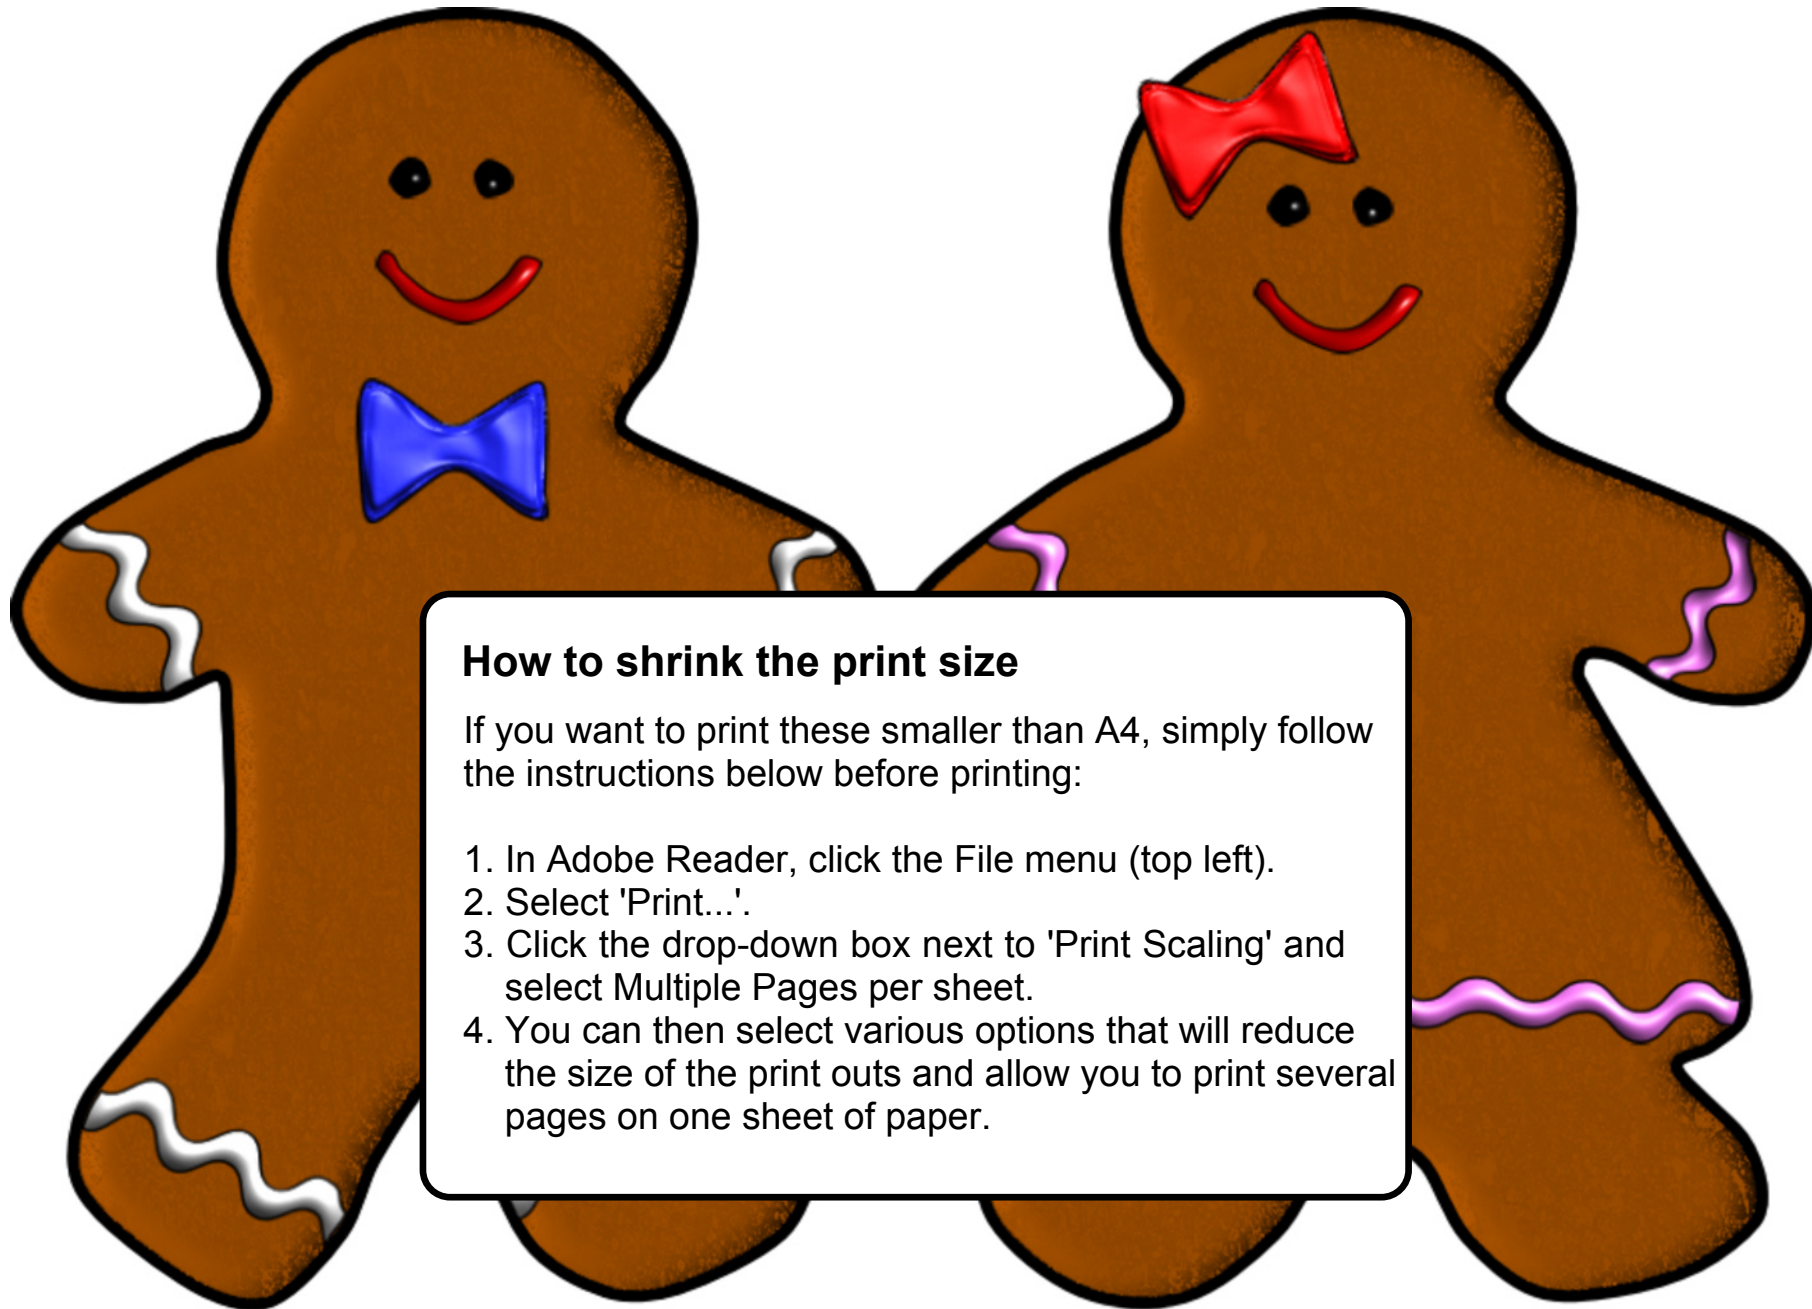 How to shrink the print size
If you want to print these smaller than A4, simply follow
the instructions below before printing:
1. In Adobe Reader, click the File menu (top left).
2. Select 'Print...'.
3. Click the drop-down box next to 'Print Scaling' and
select Multiple Pages per sheet.
4. You can then select various options that will reduce
the size of the print outs and allow you to print several
pages on one sheet of paper.